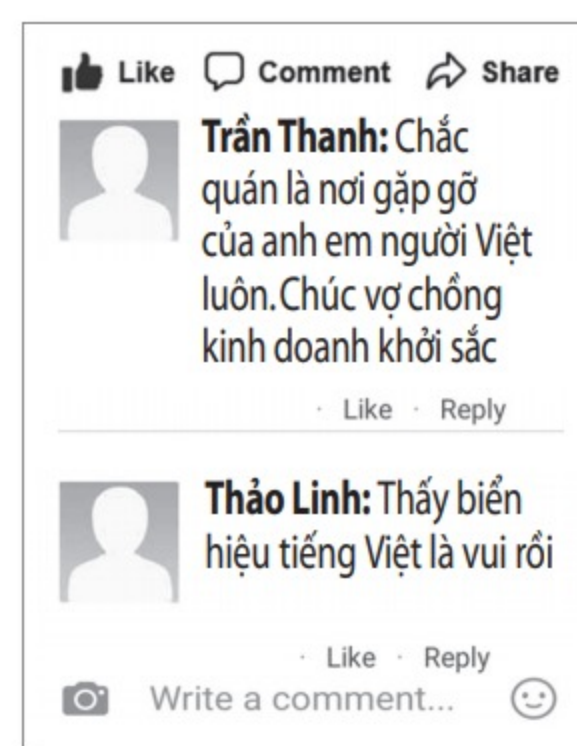 Like Comment Share
Trần Thanh: Chắc
quán là nơi gặp gỡ
của anh em người Việt
luôn. Chúc vợ chồng
kinh doanh khởi sắc
· Like · Reply
Thảo Linh: Thấy biển
hiệu tiếng Việt là vui rồi
· Like · Reply
Write a comment...